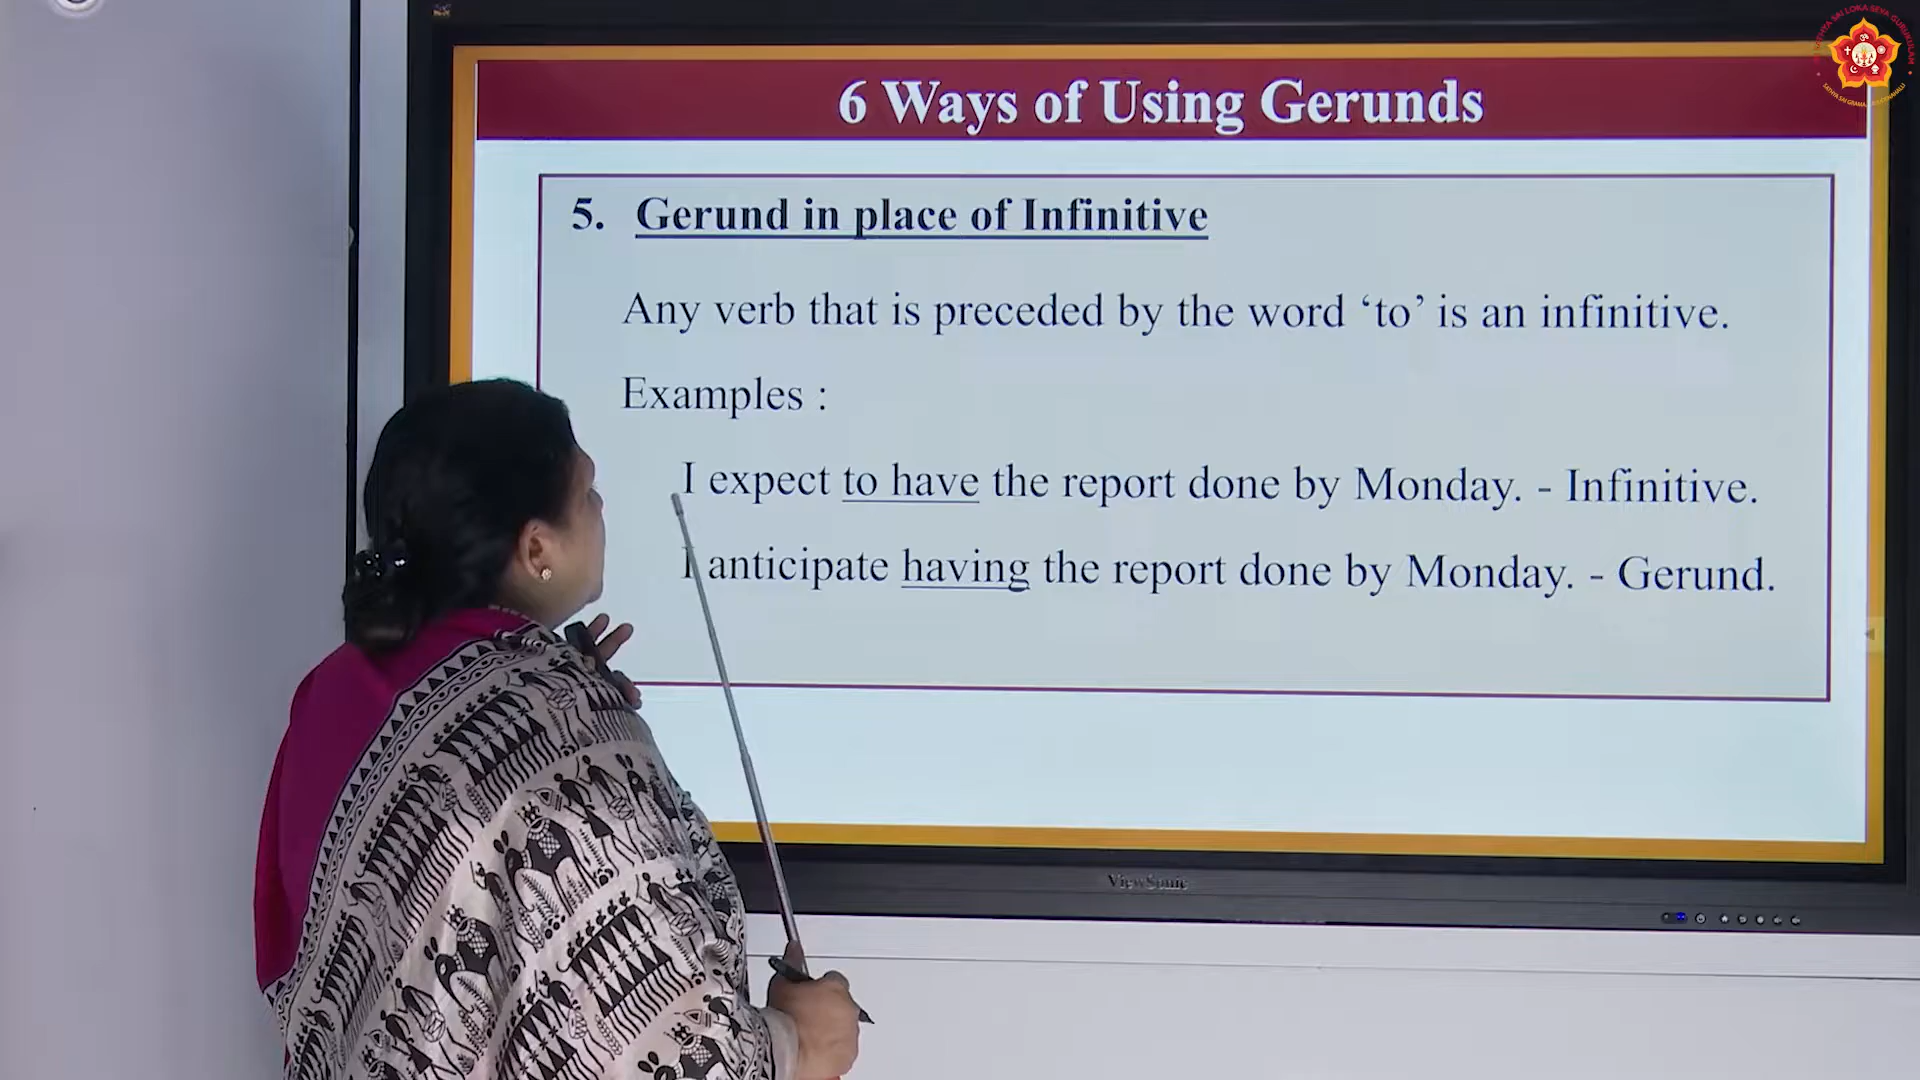 6 Ways of Using Gerunds
5. Gerund in place of Infinitive
Any verb that is preceded by the word ‘to’ is an infinitive.
Examples :
I expect to have the report done by Monday. - Infinitive.
I anticipate having the report done by Monday. - Gerund.
ViewSonic